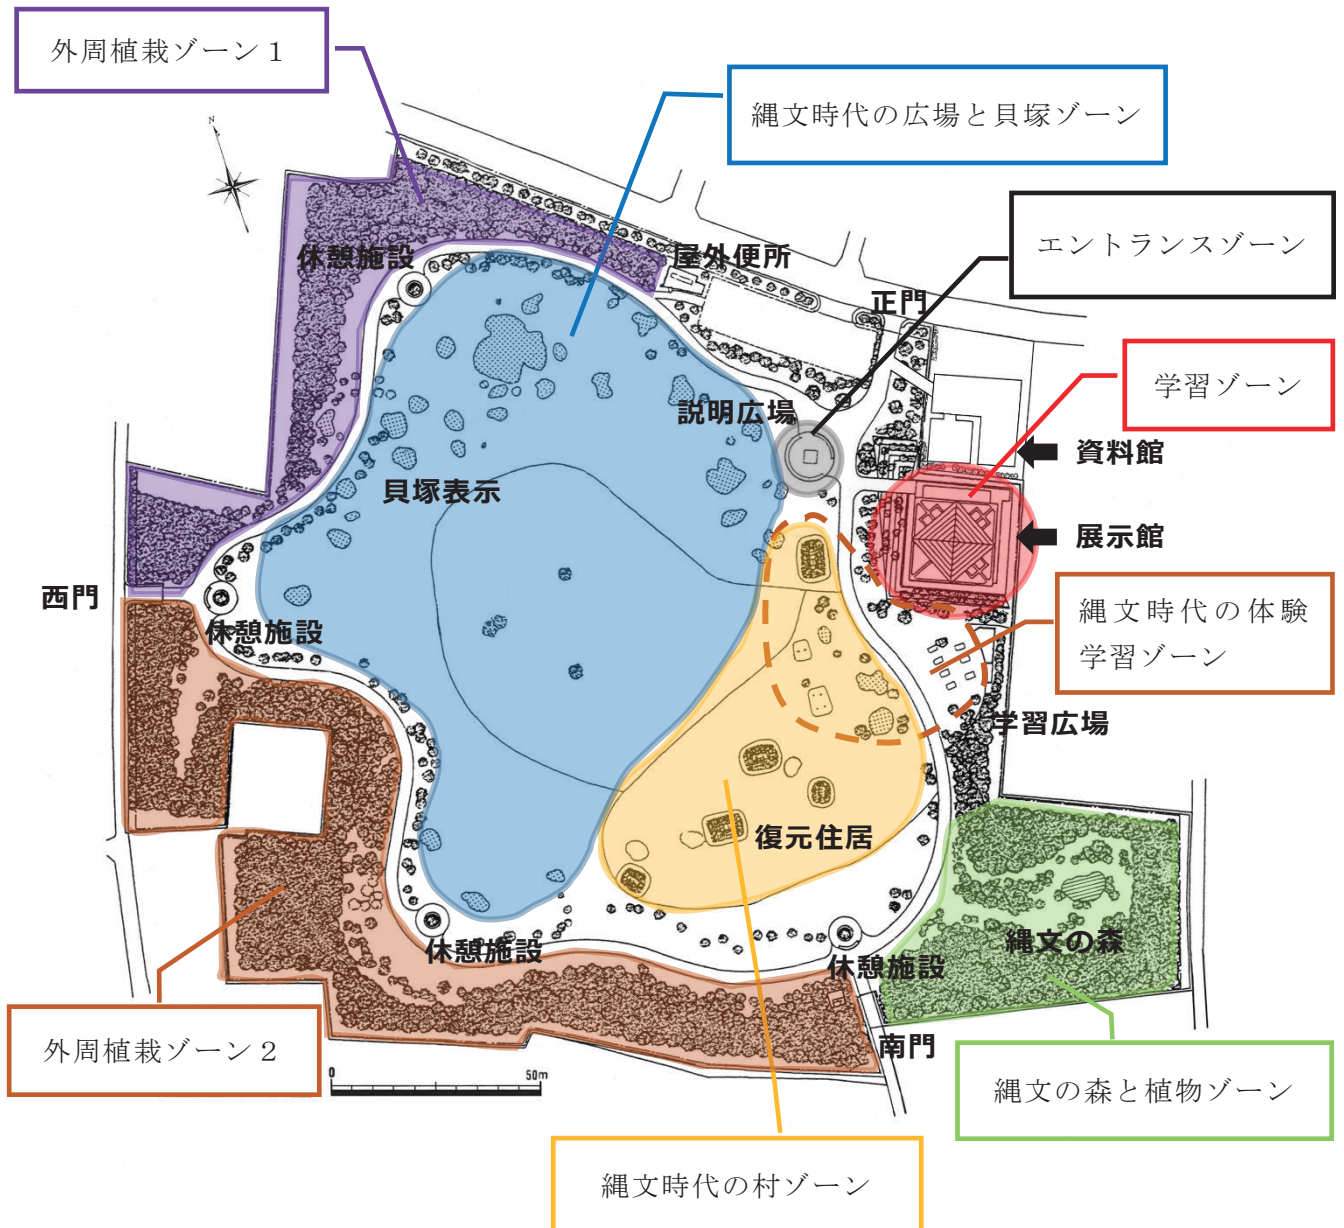 外周植栽ゾーン１
縄文時代の広場と貝塚ゾーン
N
エントランスゾーン
休憩施設
屋外便所
正門
学習ゾーン
説明広場
資料館
貝塚表示
展示館
西門
休憩施設
縄文時代の体験
学習ゾーン
学習広場
復元住居
休憩施設
縄文の森
休憩施設
外周植栽ゾーン２
南門
0
50m
縄文の森と植物ゾーン
縄文時代の村ゾーン